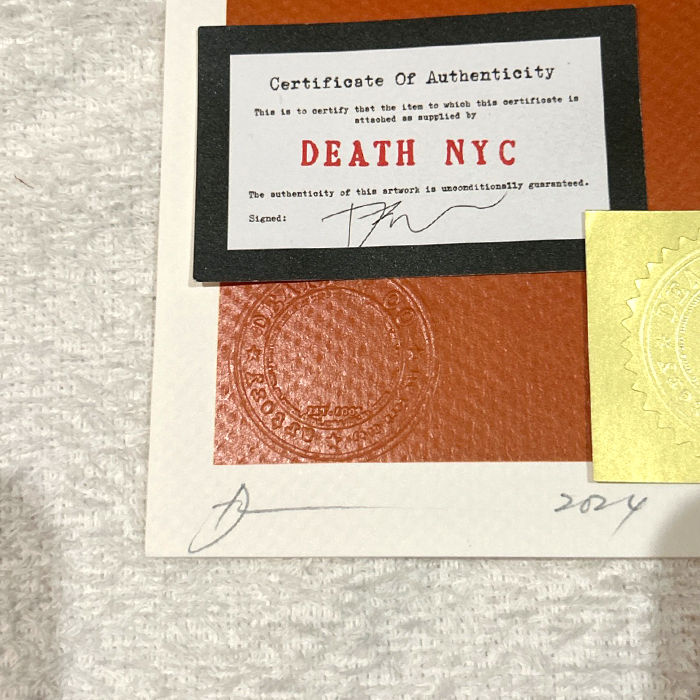 Certificate Of Authenticity
This is to certify that the item to which this certificate is
attached as supplied by
DEATH NYC
The authenticity of this artwork is unconditionally guaranteed.
Signed:
2024